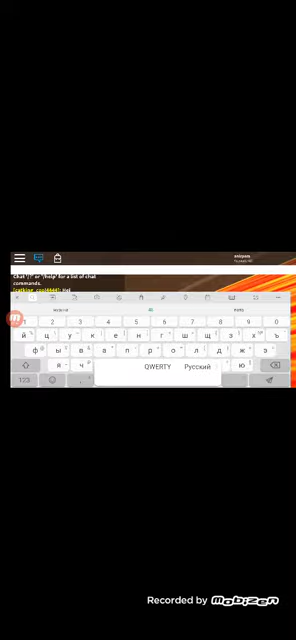 Chat '/?' or '/help' for a list of chat
commands.
[catking_cool4444]: Hei
1 2 3 4 5 6 7 8 9 0
й ц у к е н г ш щ з х
ф ы в а п р о л д ж э
я ч ю
QWERTY Русский
123
Recorded by mobizen